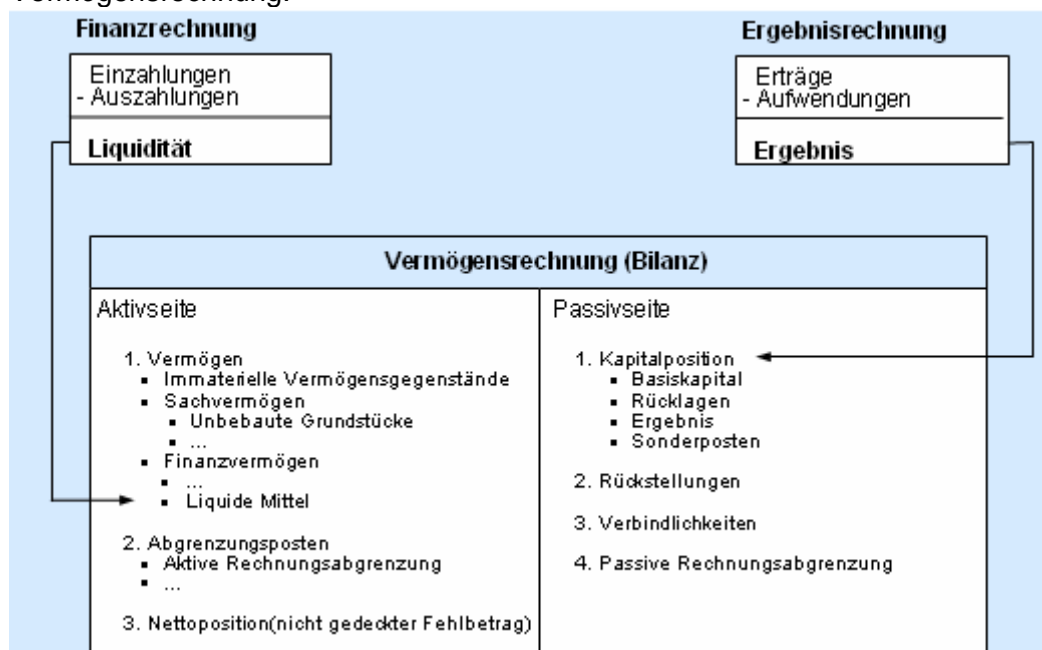 Vermögensrechnung.
Finanzrechnung
Einzahlungen
- Auszahlungen
Liquidität
Ergebnisrechnung
Erträge
- Aufwendungen
Ergebnis
Vermögensrechnung (Bilanz)
Aktivseite
1. Vermögen
▪ Immaterielle Vermögensgegenstände
▪ Sachvermögen
▪ Unbebaute Grundstücke
▪ ...
▪ Finanzvermögen
▪ ...
▪ Liquide Mittel
2. Abgrenzungsposten
▪ Aktive Rechnungsabgrenzung
▪ ...
3. Nettoposition(nicht gedeckter Fehlbetrag)
Passivseite
1. Kapitalposition
▪ Basiskapital
▪ Rücklagen
▪ Ergebnis
▪ Sonderposten
2. Rückstellungen
3. Verbindlichkeiten
4. Passive Rechnungsabgrenzung